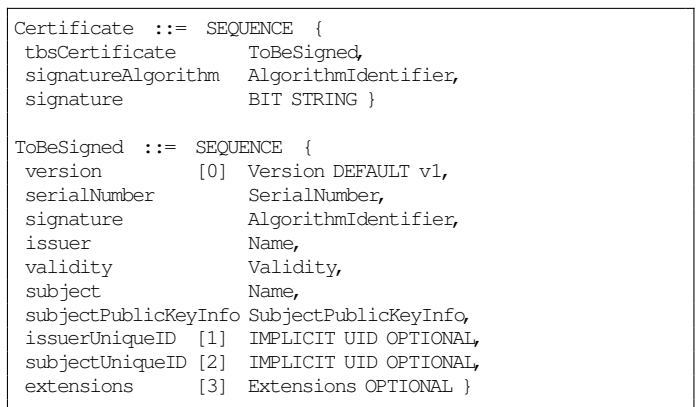 Certificate ::= SEQUENCE {
tbsCertificate ToBeSigned,
signatureAlgorithm AlgorithmIdentifier,
signature BIT STRING }
ToBeSigned ::= SEQUENCE {
version [0] Version DEFAULT v1,
serialNumber SerialNumber,
signature AlgorithmIdentifier,
issuer Name,
validity Validity,
subject Name,
subjectPublicKeyInfo SubjectPublicKeyInfo,
issuerUniqueID [1] IMPLICIT UID OPTIONAL,
subjectUniqueID [2] IMPLICIT UID OPTIONAL,
extensions [3] Extensions OPTIONAL }